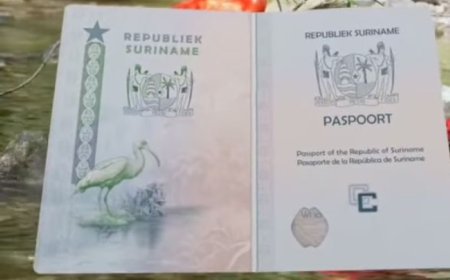 REPUBLIEK
SURINAME
REPUBLIEK SURINAME
PASPOORT
Passport of the Republic of Suriname
Pasaporte de la República de Suriname